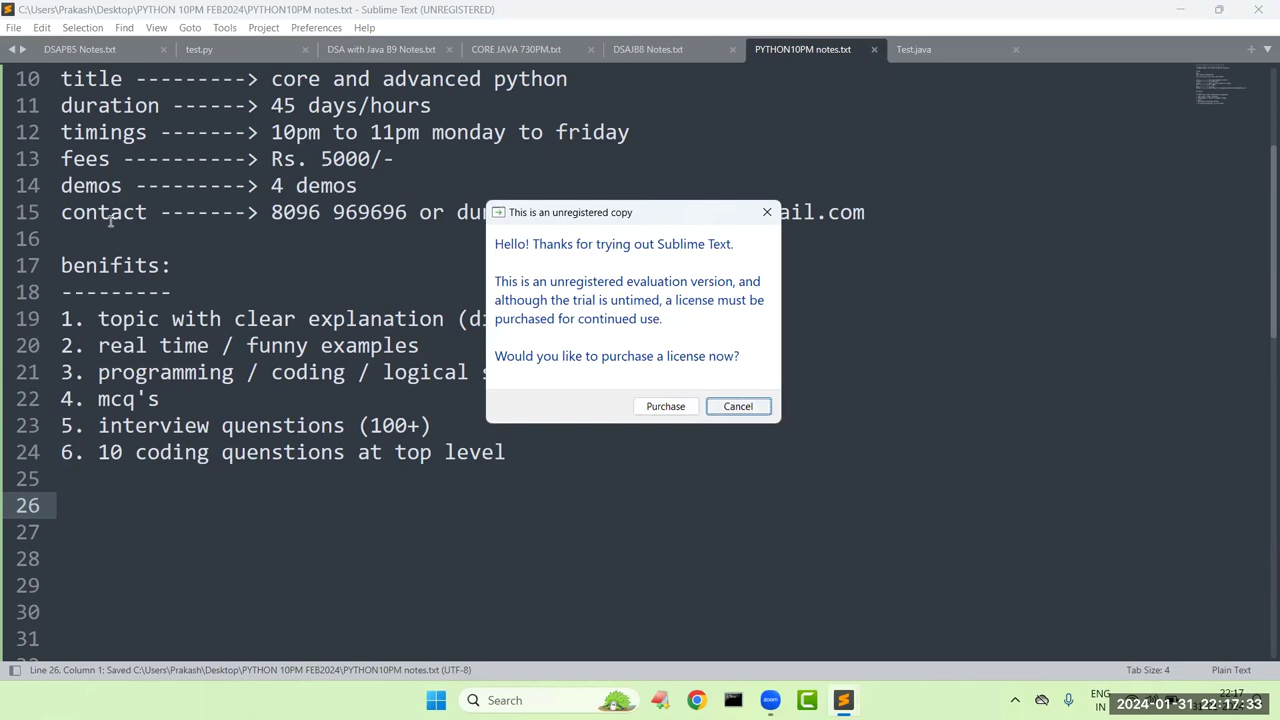 C:\Users\Prakash\Desktop\PYTHON 10PM FEB2024\PYTHON10PM notes.txt - Sublime Text (UNREGISTERED)
File Edit Selection Find View Goto Tools Project Preferences Help
DSAPB5 Notes.txt test.py DSA with Java B9 Notes.txt CORE JAVA 730PM.txt DSAJB8 Notes.txt PYTHON10PM notes.txt Test.java
10 title ---------> core and advanced python
11 duration ------> 45 days/hours
12 timings -------> 10pm to 11pm monday to friday
13 fees ----------> Rs. 5000/-
14 demos ---------> 4 demos
15 contact -------> 8096 969696 or du ail.com
16
17 benifits:
18 ---------
19 1. topic with clear explanation (di
20 2. real time / funny examples
21 3. programming / coding / logical s
22 4. mcq's
23 5. interview quenstions (100+)
24 6. 10 coding quenstions at top level
25
26
27
28
29
30
31
This is an unregistered copy
Hello! Thanks for trying out Sublime Text.
This is an unregistered evaluation version, and
although the trial is untimed, a license must be
purchased for continued use.
Would you like to purchase a license now?
Purchase Cancel
Line 26, Column 1: Saved C:\Users\Prakash\Desktop\PYTHON 10PM FEB2024\PYTHON10PM notes.txt (UTF-8)
Tab Size: 4 Plain Text
Search
ENG
IN
22:17
2024-01-31 22:17:33